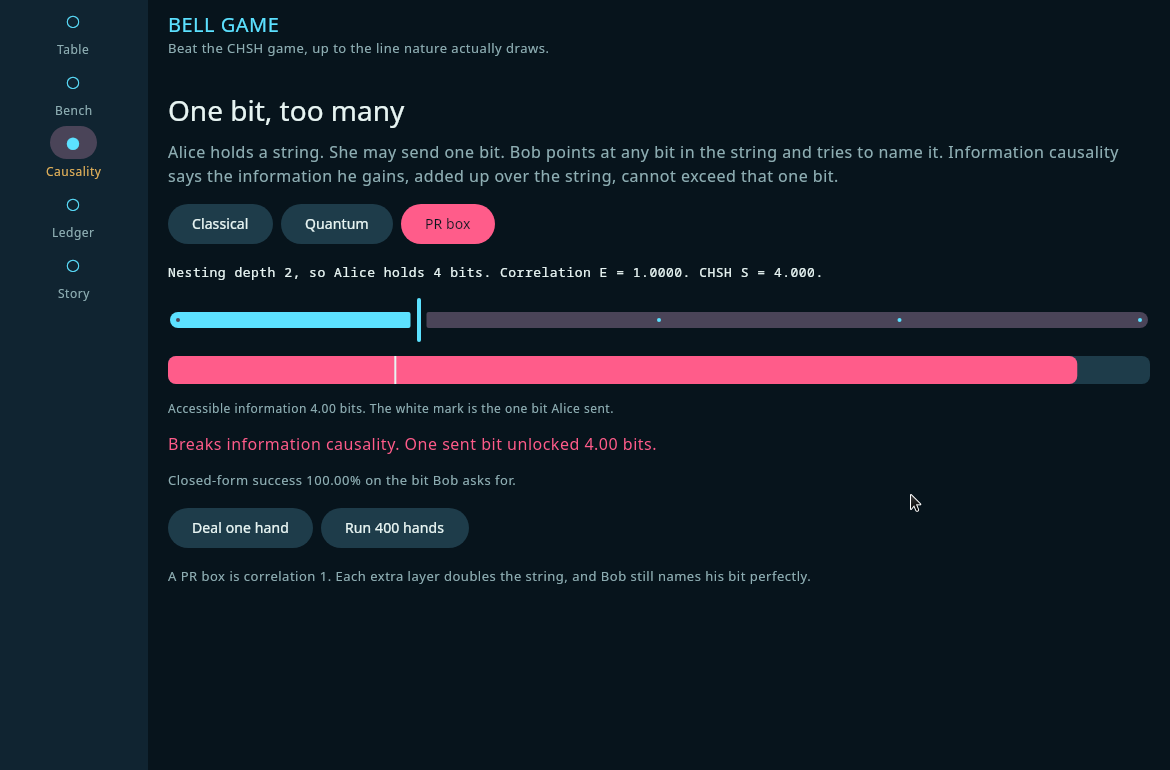 BELL GAME
Beat the CHSH game, up to the line nature actually draws.
Table
Bench
Causality
Ledger
Story
One bit, too many
Alice holds a string. She may send one bit. Bob points at any bit in the string and tries to name it. Information causality
says the information he gains, added up over the string, cannot exceed that one bit.
Classical
Quantum
PR box
Nesting depth 2, so Alice holds 4 bits. Correlation E = 1.0000. CHSH S = 4.000.
Accessible information 4.00 bits. The white mark is the one bit Alice sent.
Breaks information causality. One sent bit unlocked 4.00 bits.
Closed-form success 100.00% on the bit Bob asks for.
Deal one hand
Run 400 hands
A PR box is correlation 1. Each extra layer doubles the string, and Bob still names his bit perfectly.